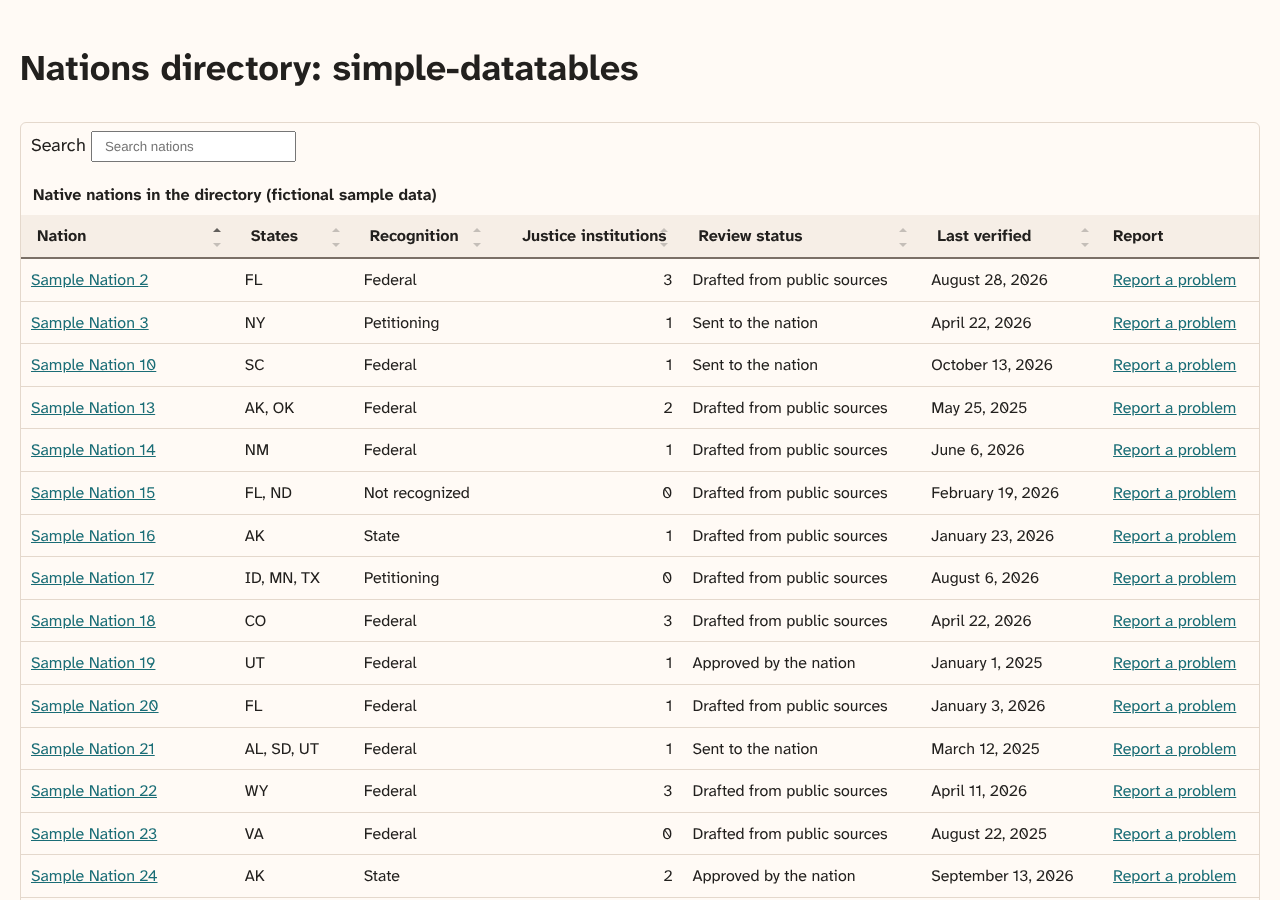 Nations directory: simple-datatables
Search Search nations
Native nations in the directory (fictional sample data)
Nation States Recognition Justice institutions Review status Last verified Report
Sample Nation 2 FL Federal 3 Drafted from public sources August 28, 2026 Report a problem
Sample Nation 3 NY Petitioning 1 Sent to the nation April 22, 2026 Report a problem
Sample Nation 10 SC Federal 1 Sent to the nation October 13, 2026 Report a problem
Sample Nation 13 AK, OK Federal 2 Drafted from public sources May 25, 2025 Report a problem
Sample Nation 14 NM Federal 1 Drafted from public sources June 6, 2026 Report a problem
Sample Nation 15 FL, ND Not recognized 0 Drafted from public sources February 19, 2026 Report a problem
Sample Nation 16 AK State 1 Drafted from public sources January 23, 2026 Report a problem
Sample Nation 17 ID, MN, TX Petitioning 0 Drafted from public sources August 6, 2026 Report a problem
Sample Nation 18 CO Federal 3 Drafted from public sources April 22, 2026 Report a problem
Sample Nation 19 UT Federal 1 Approved by the nation January 1, 2025 Report a problem
Sample Nation 20 FL Federal 1 Drafted from public sources January 3, 2026 Report a problem
Sample Nation 21 AL, SD, UT Federal 1 Sent to the nation March 12, 2025 Report a problem
Sample Nation 22 WY Federal 3 Drafted from public sources April 11, 2026 Report a problem
Sample Nation 23 VA Federal 0 Drafted from public sources August 22, 2025 Report a problem
Sample Nation 24 AK State 2 Approved by the nation September 13, 2026 Report a problem